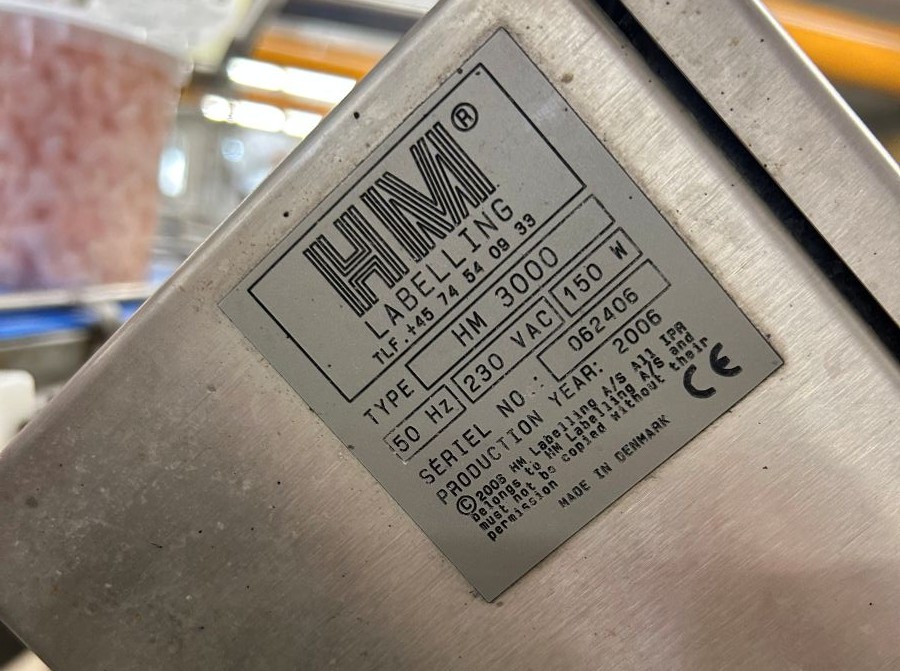 HM®
LABELLING
TLF.+45 74 54 09 33
TYPE HM 3000
50 HZ 230 VAC 150 W
SERIEL NO: 062406
PRODUCTION YEAR: 2006
©2006 HM Labelling A/S All IPR
belongs to HM Labelling A/S and
must not be copied without their
permission
CE
MADE IN DENMARK